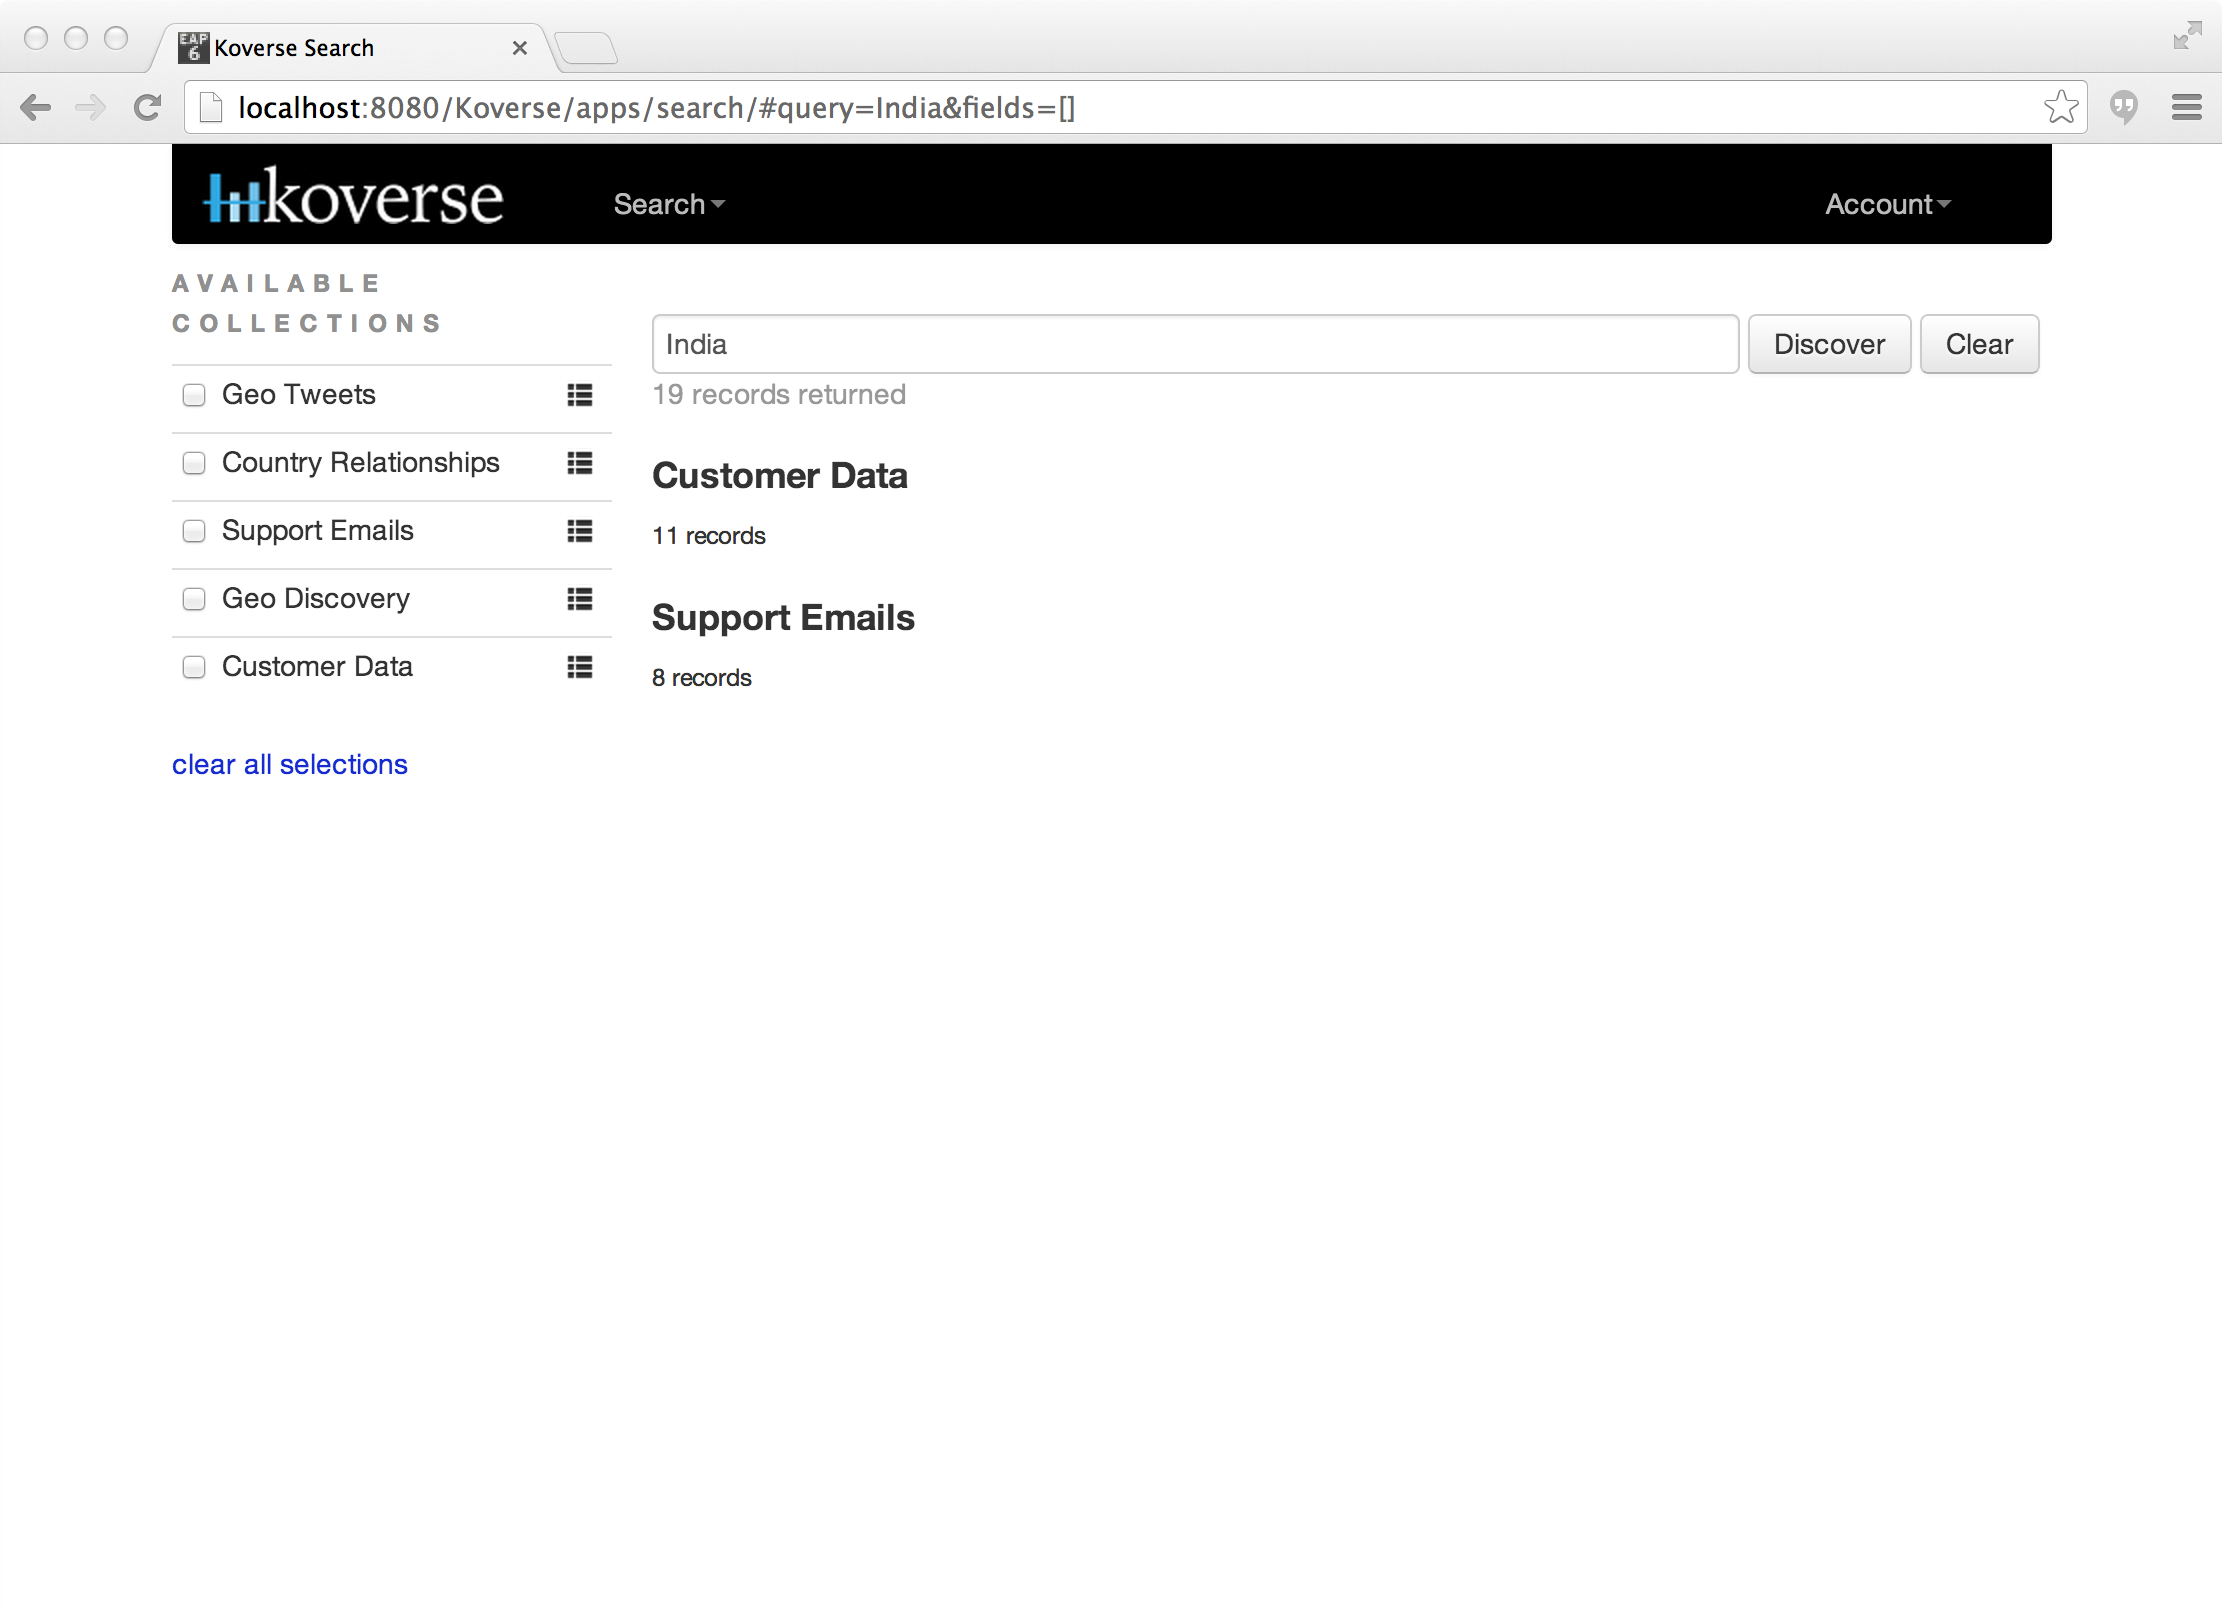 EAP
6
Koverse Search
localhost:8080/Koverse/apps/search/#query=India&fields=[]
koverse
Search
Account
AVAILABLE
COLLECTIONS
Geo Tweets
Country Relationships
Support Emails
Geo Discovery
Customer Data
clear all selections
India
Discover
Clear
19 records returned
Customer Data
11 records
Support Emails
8 records